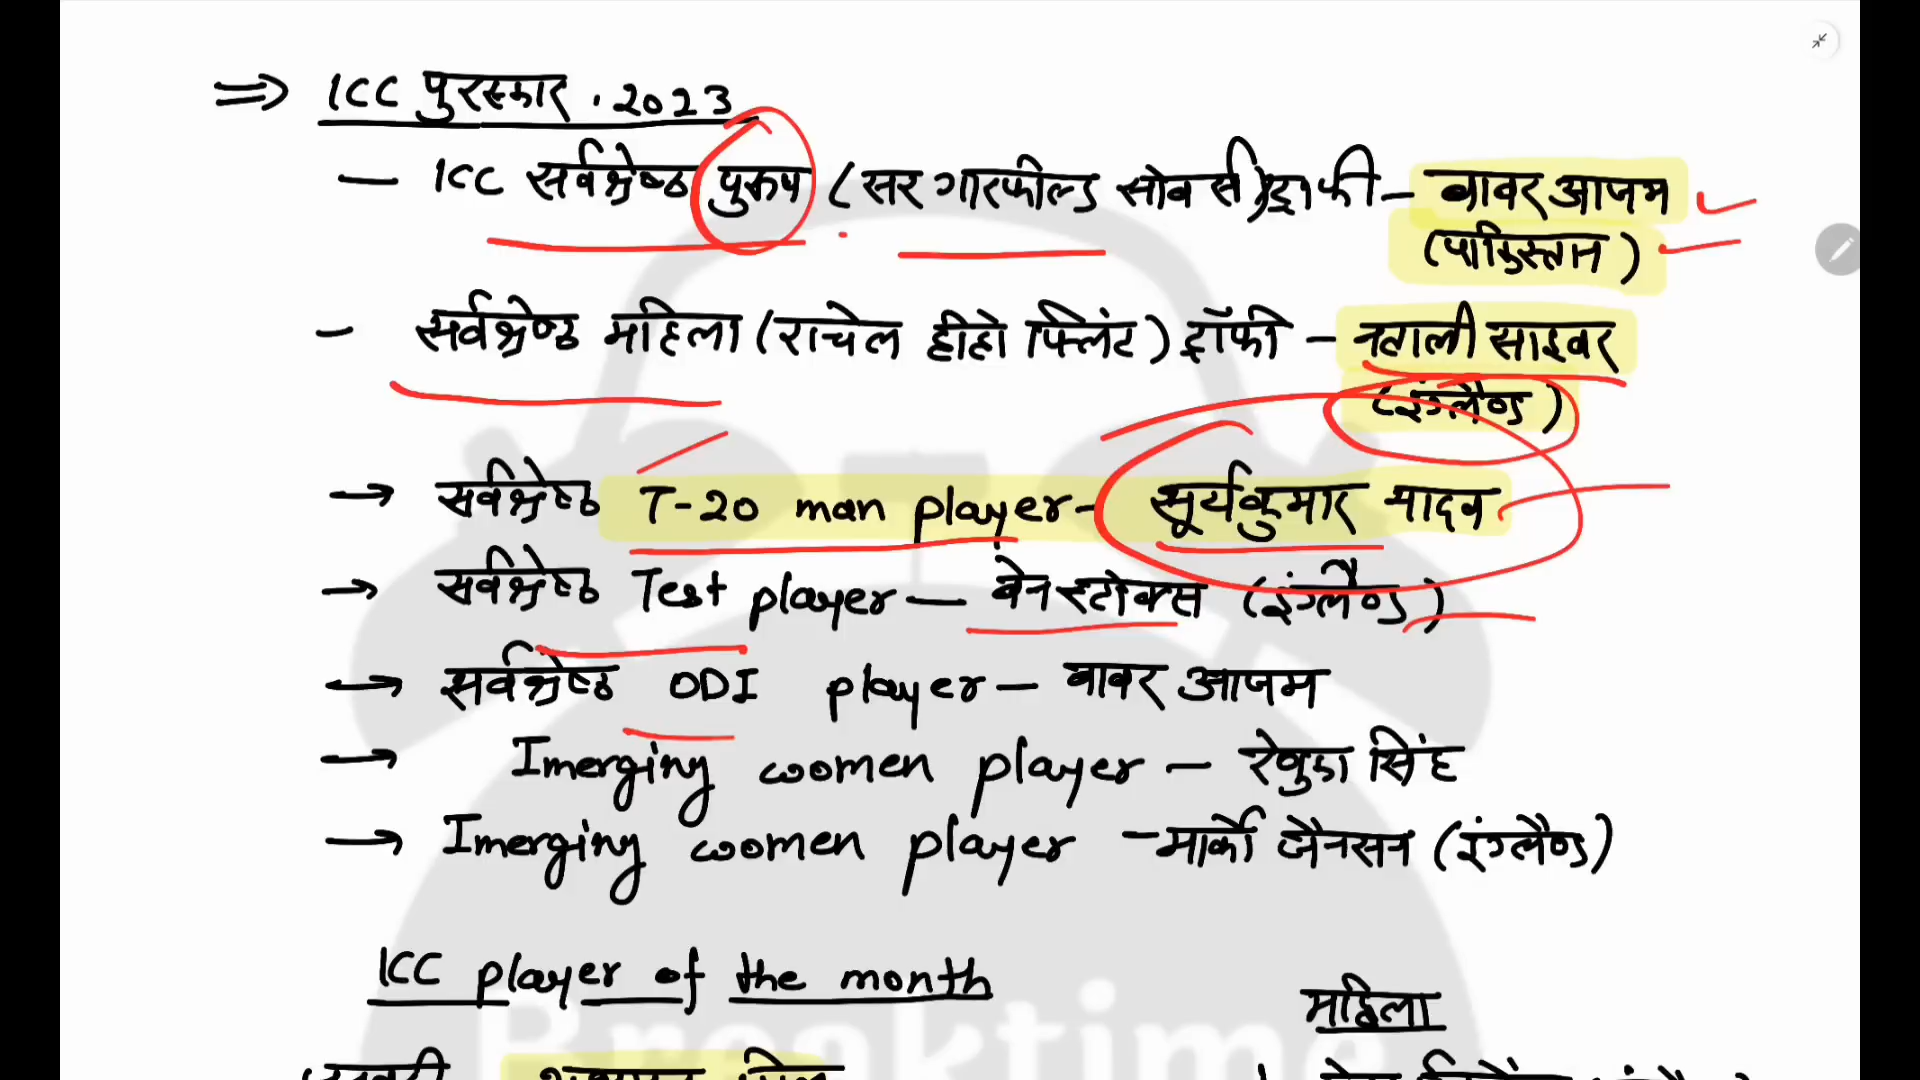 ⇒ ICC पुरस्कार . 2023
— ICC सर्वश्रेष्ठ पुरुष (सर गारफील्ड सोबर्स) ट्रॉफी – बाबर आजम
(पाकिस्तान)
– सर्वश्रेष्ठ महिला (राचेल हीहो फ्लिंट) ट्रॉफी – नताली साइवर
(इंग्लैण्ड)
→ सर्वश्रेष्ठ T-20 man player - सूर्यकुमार यादव
→ सर्वश्रेष्ठ Test player — बेन स्टोक्स (इंग्लैण्ड)
→ सर्वश्रेष्ठ ODI player — बाबर आजम
→ Imerging women player — रेणुका सिंह
→ Imerging women player – मार्को जैनसन (इंग्लैण्ड)
ICC player of the month
महिला
Breaktime